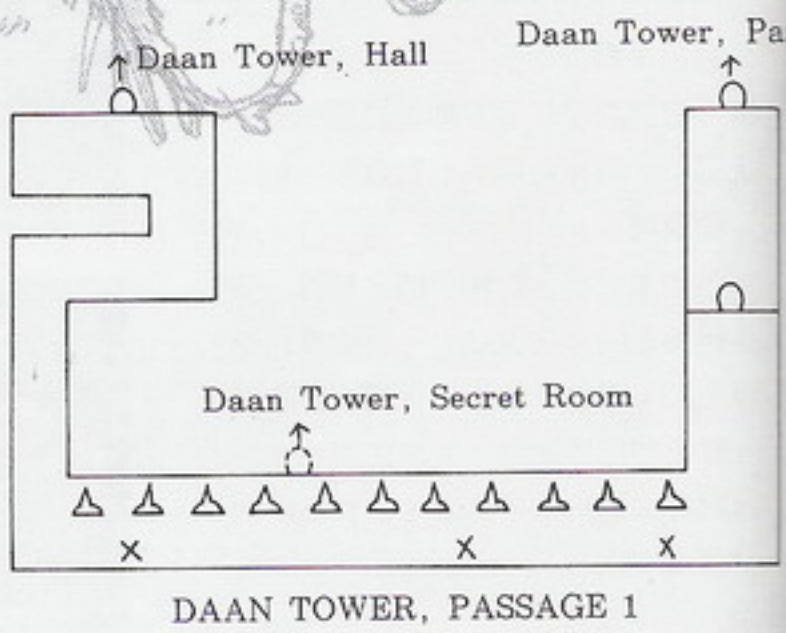 Daan Tower, Hall
Daan Tower, Pa
Daan Tower, Secret Room
X X X
DAAN TOWER, PASSAGE 1